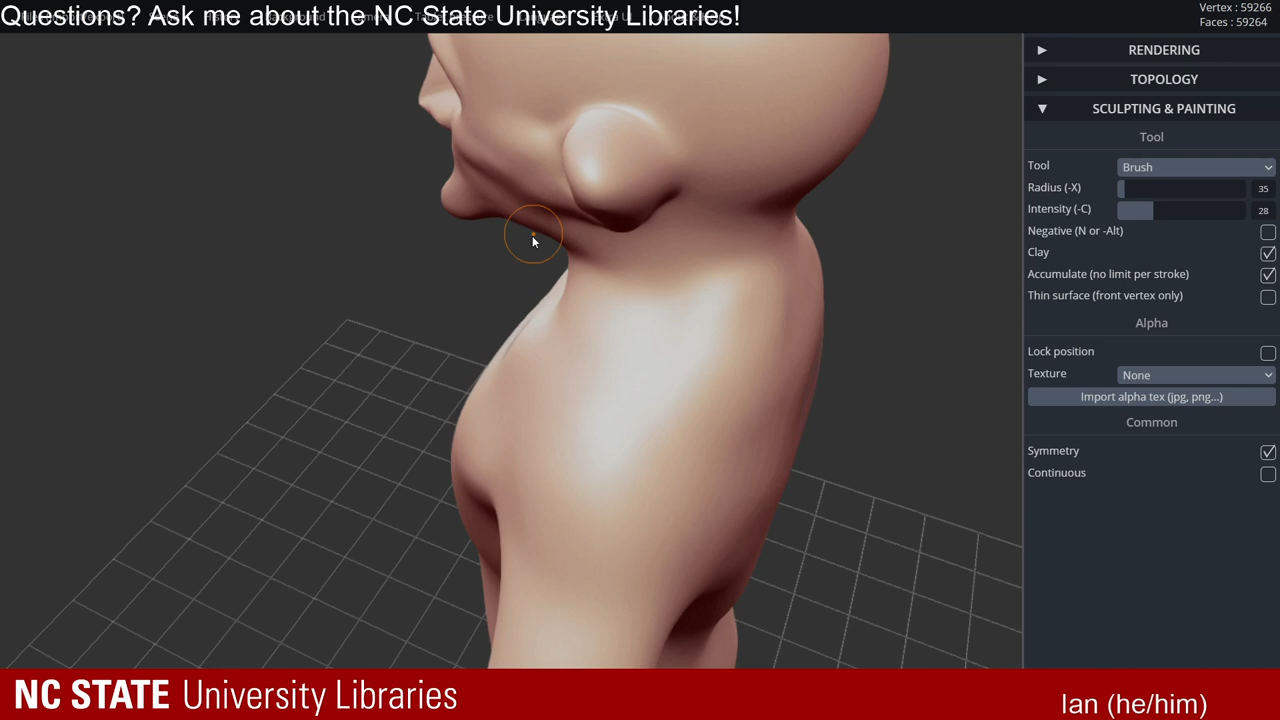 Questions? Ask me about the NC State University Libraries!
Vertex : 59266
Faces : 59264
RENDERING
TOPOLOGY
SCULPTING & PAINTING
Tool
Tool Brush
Radius (-X) 35
Intensity (-C) 28
Negative (N or -Alt)
Clay
Accumulate (no limit per stroke)
Thin surface (front vertex only)
Alpha
Lock position
Texture None
Import alpha tex (jpg, png...)
Common
Symmetry
Continuous
NC STATE University Libraries
Ian (he/him)